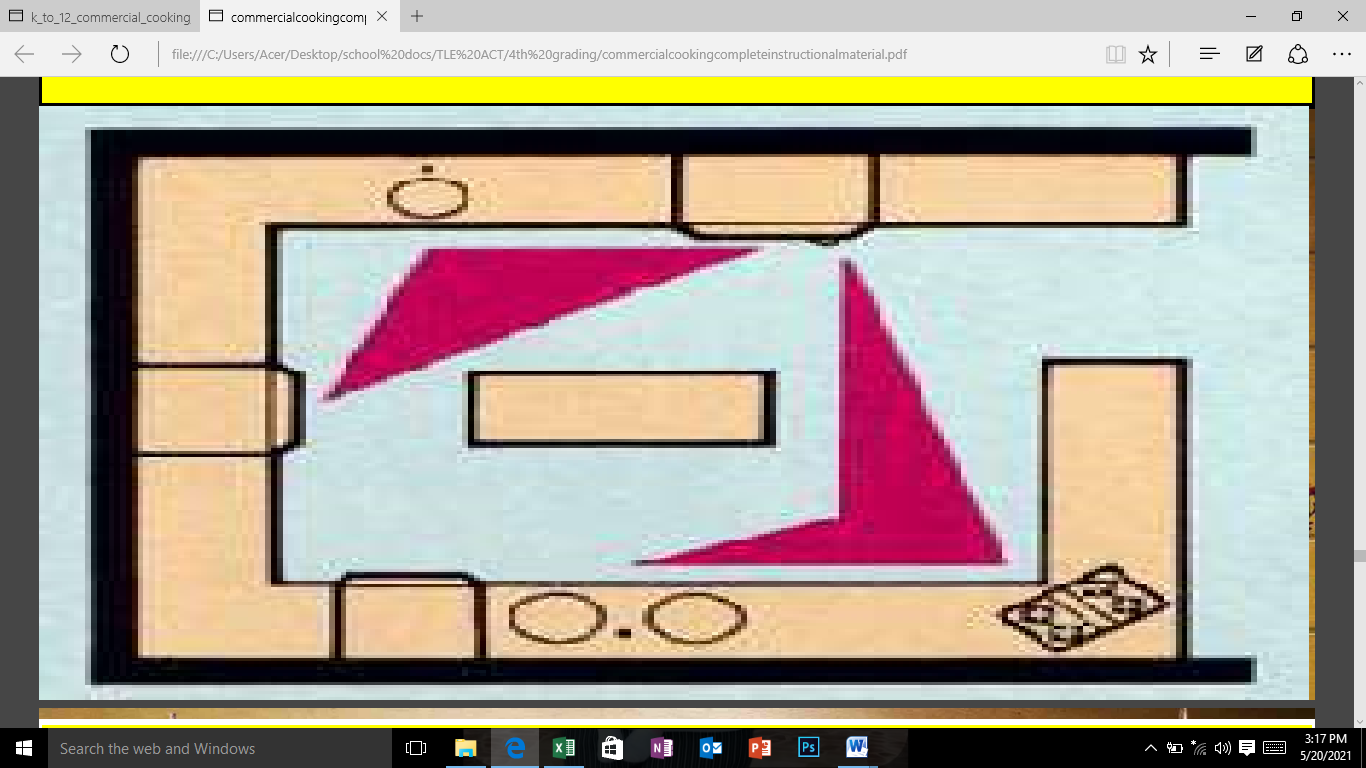 k_to_12_commercial_cooking
commercialcookingcomp
file:///C:/Users/Acer/Desktop/school%20docs/TLE%20ACT/4th%20grading/commercialcookingcompleteinstructionalmaterial.pdf
Search the web and Windows
3:17 PM
5/20/2021